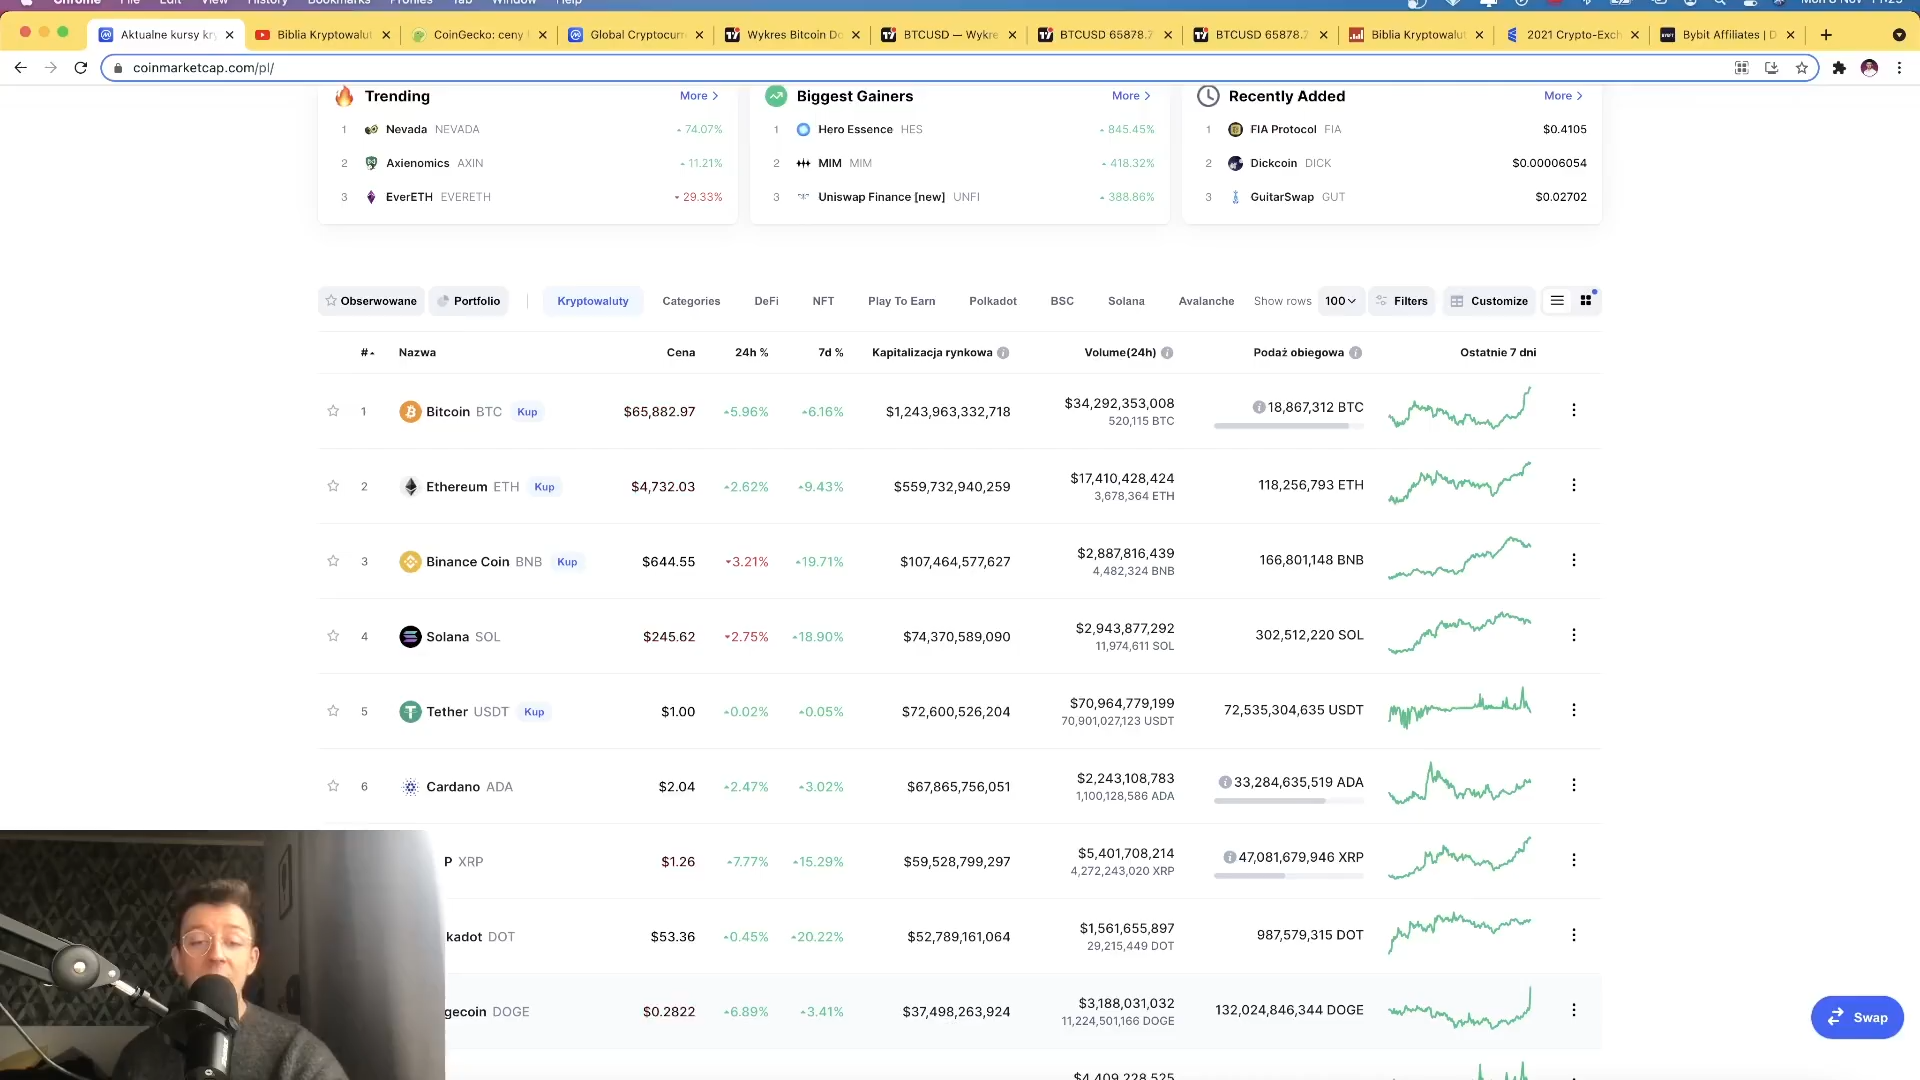 Chrome File Edit View History Bookmarks Profiles Tab Window Help
Aktualne kursy kry
Biblia Kryptowalut
CoinGecko: ceny
Global Cryptocurr
Wykres Bitcoin Do
BTCUSD — Wykre
BTCUSD 65878.7
BTCUSD 65878.7
Biblia Kryptowalut
2021 Crypto-Exch
Bybit Affiliates | D
coinmarketcap.com/pl/
Trending More >
1 Nevada NEVADA 74.07%
2 Axienomics AXIN 11.21%
3 EverETH EVERETH 29.33%
Biggest Gainers More >
1 Hero Essence HES 845.45%
2 MIM MIM 418.32%
3 Uniswap Finance [new] UNFI 388.86%
Recently Added More >
1 FIA Protocol FIA $0.4105
2 Dickcoin DICK $0.00006054
3 GuitarSwap GUT $0.02702
Obserwowane Portfolio Kryptowaluty Categories DeFi NFT Play To Earn Polkadot BSC Solana Avalanche Show rows 100 Filters Customize
# Nazwa Cena 24h % 7d % Kapitalizacja rynkowa Volume(24h) Podaż obiegowa Ostatnie 7 dni
1 Bitcoin BTC Kup $65,882.97 5.96% 6.16% $1,243,963,332,718 $34,292,353,008 18,867,312 BTC
520,115 BTC
2 Ethereum ETH Kup $4,732.03 2.62% 9.43% $559,732,940,259 $17,410,428,424 118,256,793 ETH
3,678,364 ETH
3 Binance Coin BNB Kup $644.55 3.21% 19.71% $107,464,577,627 $2,887,816,439 166,801,148 BNB
4,482,324 BNB
4 Solana SOL $245.62 2.75% 18.90% $74,370,589,090 $2,943,877,292 302,512,220 SOL
11,974,611 SOL
5 Tether USDT Kup $1.00 0.02% 0.05% $72,600,526,204 $70,964,779,199 72,535,304,635 USDT
70,901,027,123 USDT
6 Cardano ADA $2.04 2.47% 3.02% $67,865,756,051 $2,243,108,783 33,284,635,519 ADA
1,100,128,586 ADA
P XRP $1.26 7.77% 15.29% $59,528,799,297 $5,401,708,214 47,081,679,946 XRP
4,272,243,020 XRP
kadot DOT $53.36 0.45% 20.22% $52,789,161,064 $1,561,655,897 987,579,315 DOT
29,215,449 DOT
gecoin DOGE $0.2822 6.89% 3.41% $37,498,263,924 $3,188,031,032 132,024,846,344 DOGE
11,224,501,166 DOGE
Swap
$4,409,228,525